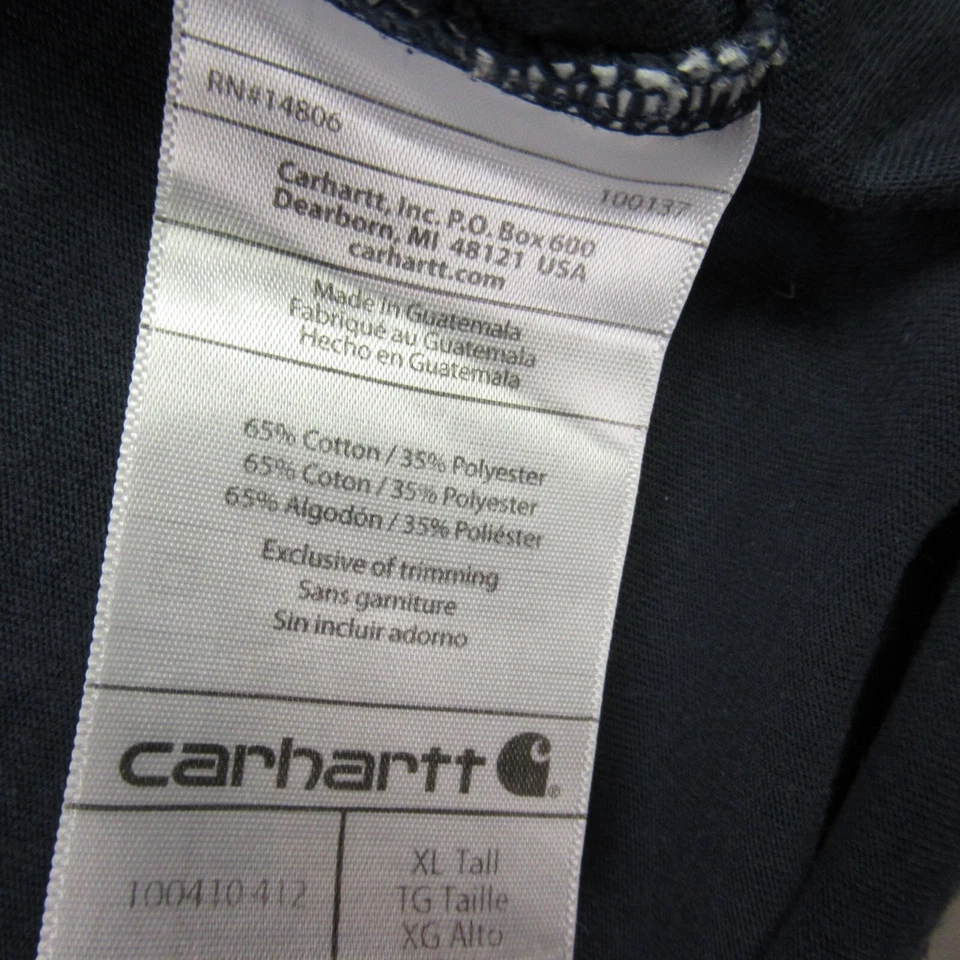 RN#14806
100137
Carhartt, Inc. P.O. Box 600
Dearborn, MI 48121 USA
carhartt.com
Made in Guatemala
Fabriqué au Guatemala
Hecho en Guatemala
65% Cotton / 35% Polyester
65% Coton / 35% Polyester
65% Algodón / 35% Poliéster
Exclusive of trimming
Sans garniture
Sin incluir adorno
carhartt
100410 412
XL Tall
TG Taille
XG Alto